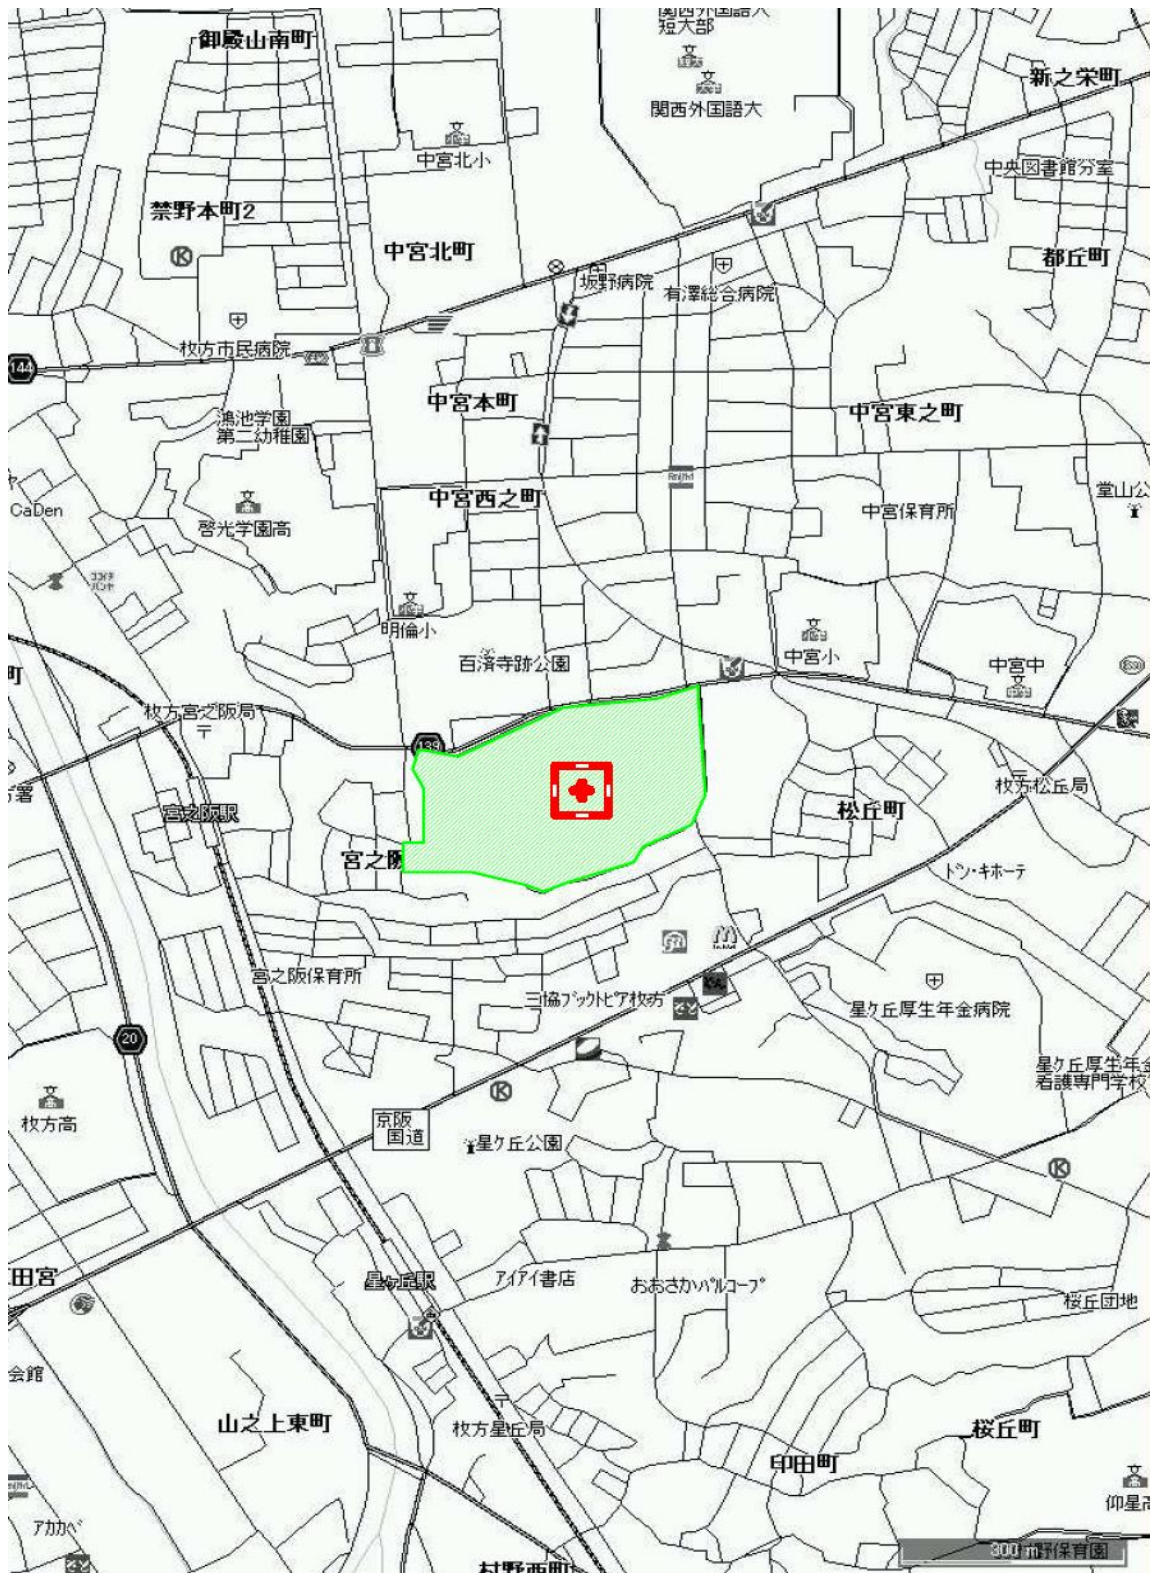 関西外国語大
短大部
御殿山南町
新之栄町
関西外国語大
中宮北小
中央図書館分室
禁野本町2
中宮北町
都丘町
坂野病院
有澤総合病院
枚方市民病院
144
中宮本町
中宮東之町
鴻池学園
第二幼稚園
中宮西之町
堂山公
CaDen
中宮保育所
啓光学園高
明倫小
百済寺跡公園
中宮小
中宮中
町
枚方宮之阪局
139
枚方松丘局
方署
宮之阪駅
松丘町
宮之阪
ドン・キホーテ
宮之阪保育所
三協ブックトピア枚方
星ケ丘厚生年金病院
20
星ケ丘厚生年金
看護専門学校
枚方高
京阪
国道
星ケ丘公園
田宮
星ヶ丘駅
アイアイ書店
おおさかパルコープ
桜丘団地
会館
山之上東町
枚方星丘局
桜丘町
印田町
仰星高
アカカベ
村野西町
300 m
野保育園